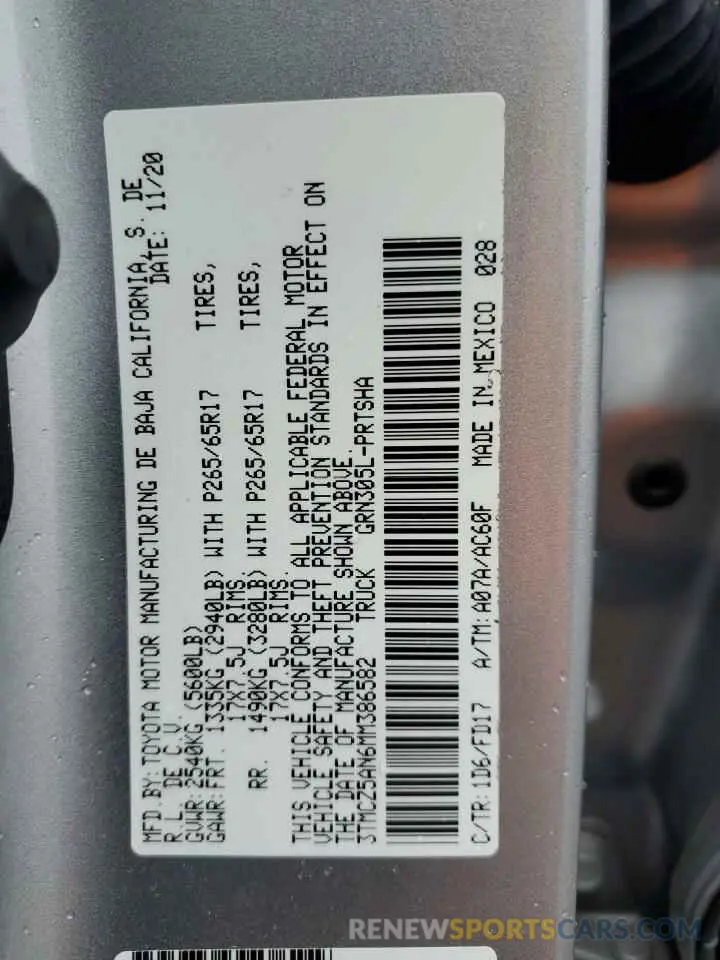 MFD.BY:TOYOTA MOTOR MANUFACTURING DE BAJA CALIFORNIA, S. DE
R.L. DE C.V. DATE: 11/20
GVWR:2540KG (5600LB)
GAWR:FRT. 1335KG (2940LB) WITH P265/65R17 TIRES,
17X7.5J RIMS.
RR. 1490KG (3280LB) WITH P265/65R17 TIRES,
17X7.5J RIMS.
THIS VEHICLE CONFORMS TO ALL APPLICABLE FEDERAL MOTOR
VEHICLE SAFETY AND THEFT PREVENTION STANDARDS IN EFFECT ON
THE DATE OF MANUFACTURE SHOWN ABOVE.
3TMCZ5AN6MM386582 TRUCK GRN305L-PRTSHA
C/TR:1D6/FD17 A/TM:A07A/AC60F MADE IN MEXICO 028
RENEWSPORTSCARS.COM